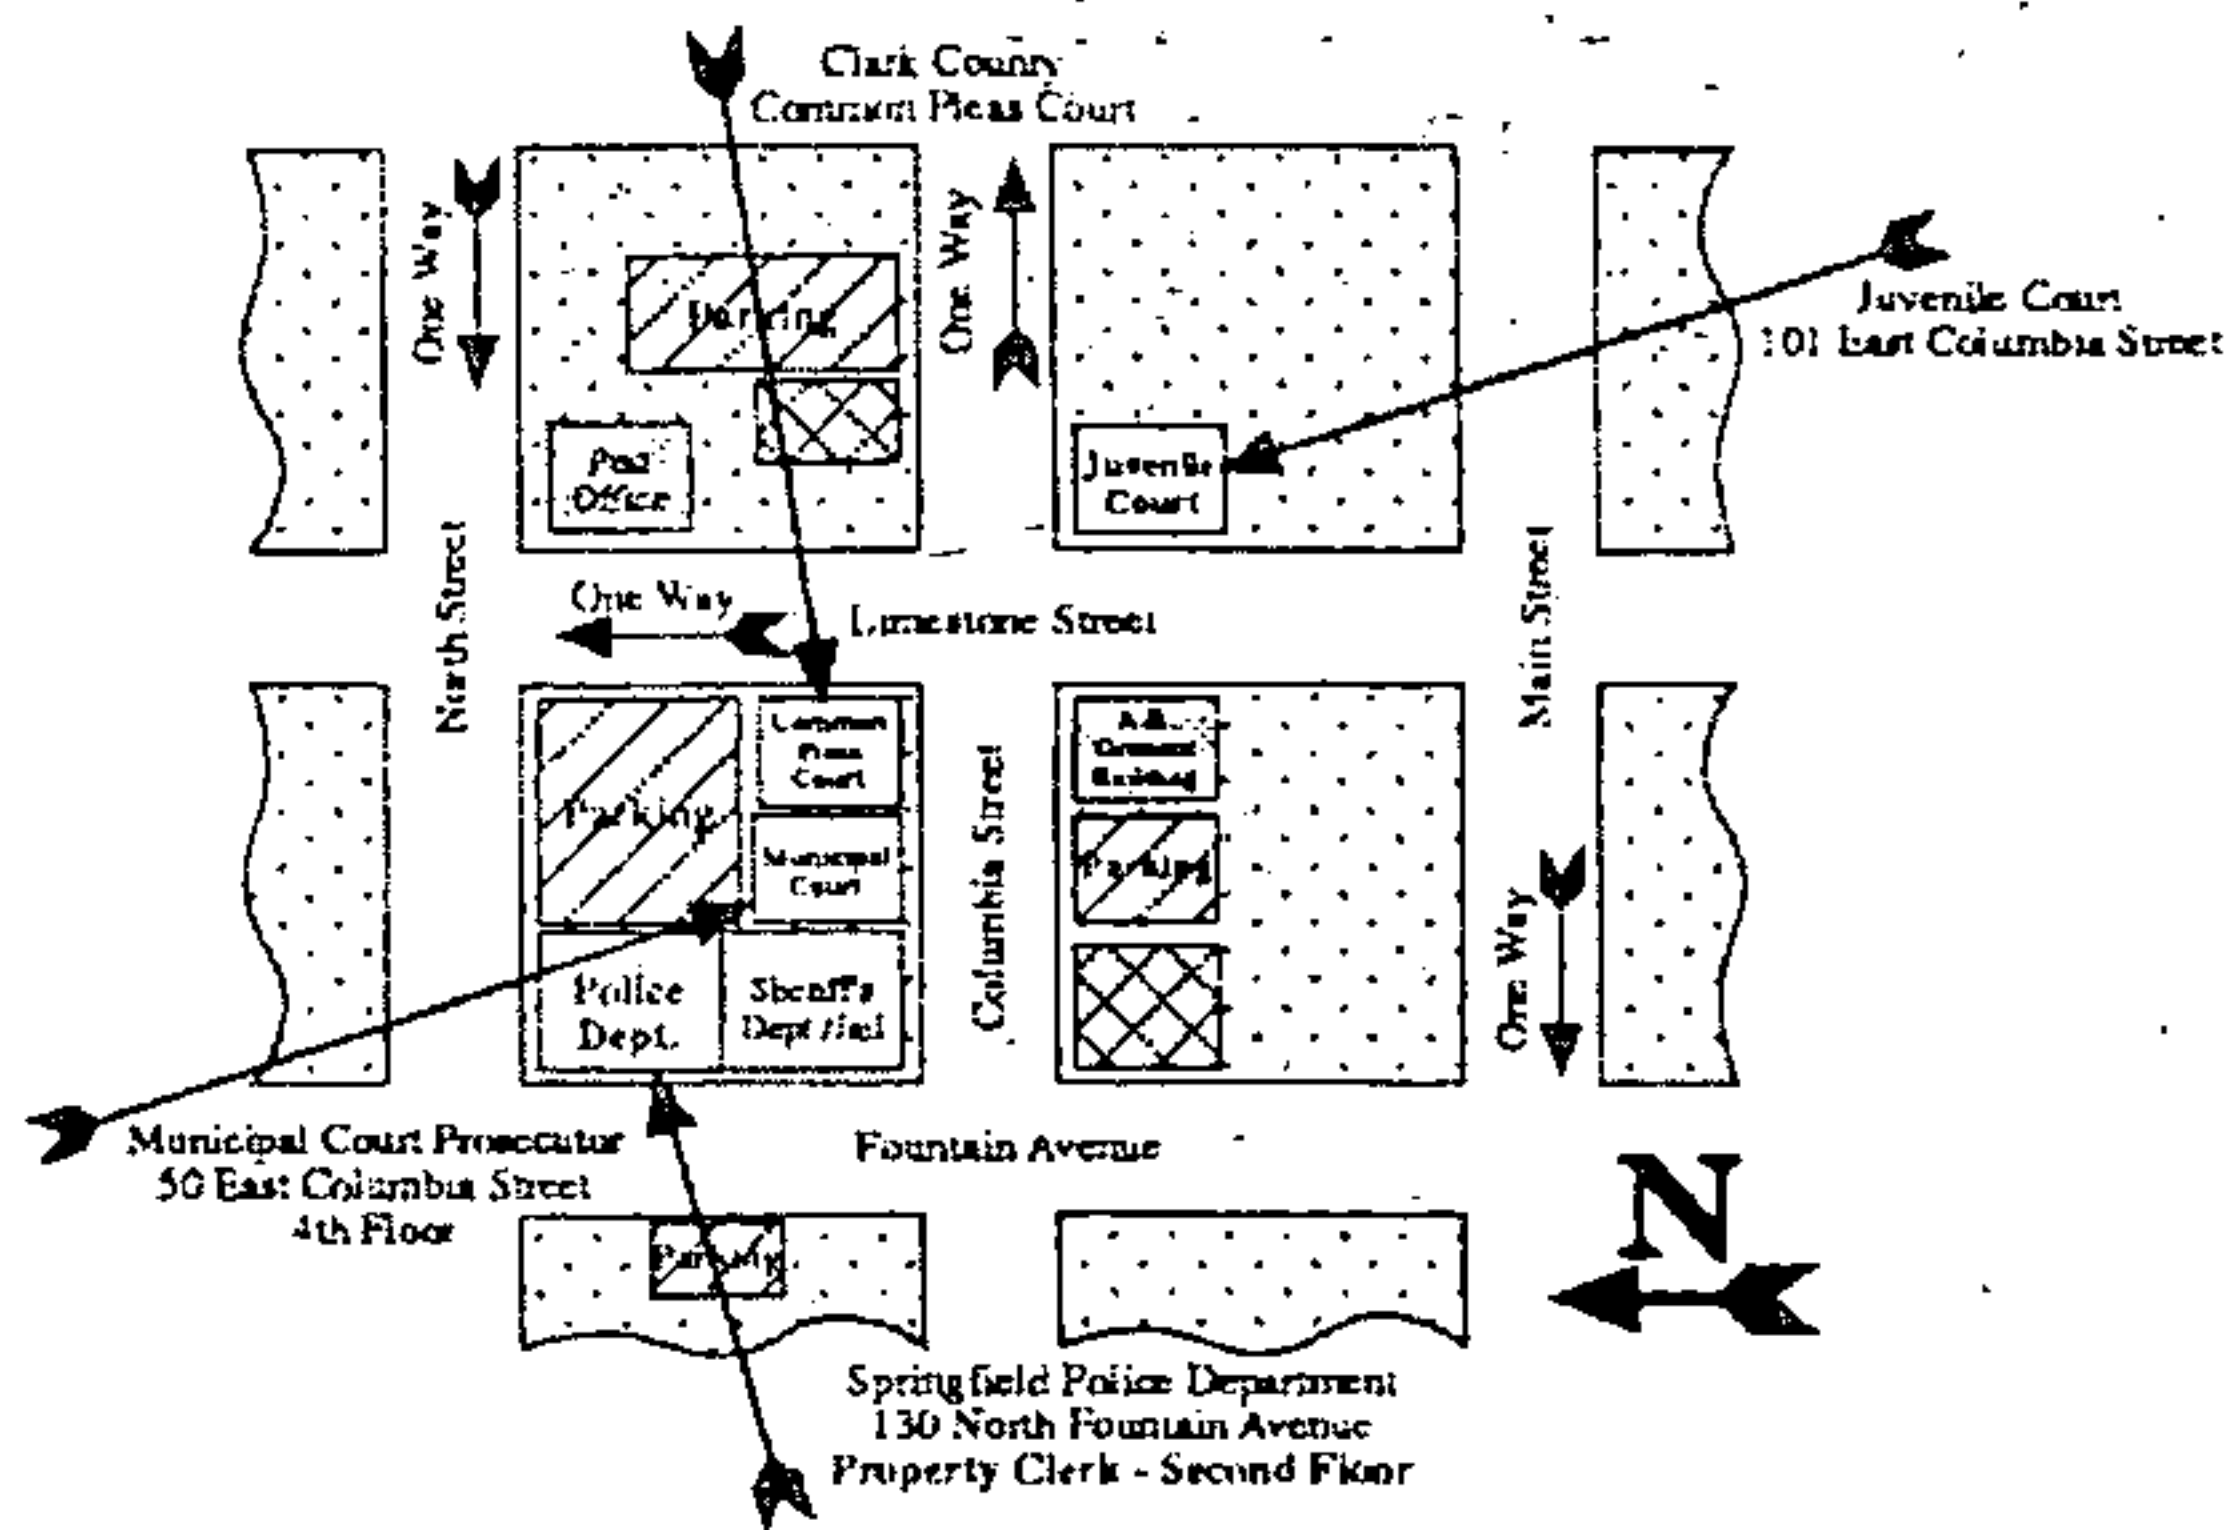 Clark County
Common Pleas Court
One Way
One Way
Parking
Juvenile Court
101 East Columbia Street
Post
Office
Juvenile
Court
North Street
One Way
Limestone Street
Main Street
Common
Pleas
Court
Parking
Municipal
Court
Columbia Street
Building
Parking
Police
Dept.
Sheriff's
Dept./Jail
One Way
Municipal Court Prosecutor
50 East Columbia Street
4th Floor
Fountain Avenue
N
Parking
Springfield Police Department
130 North Fountain Avenue
Property Clerk - Second Floor